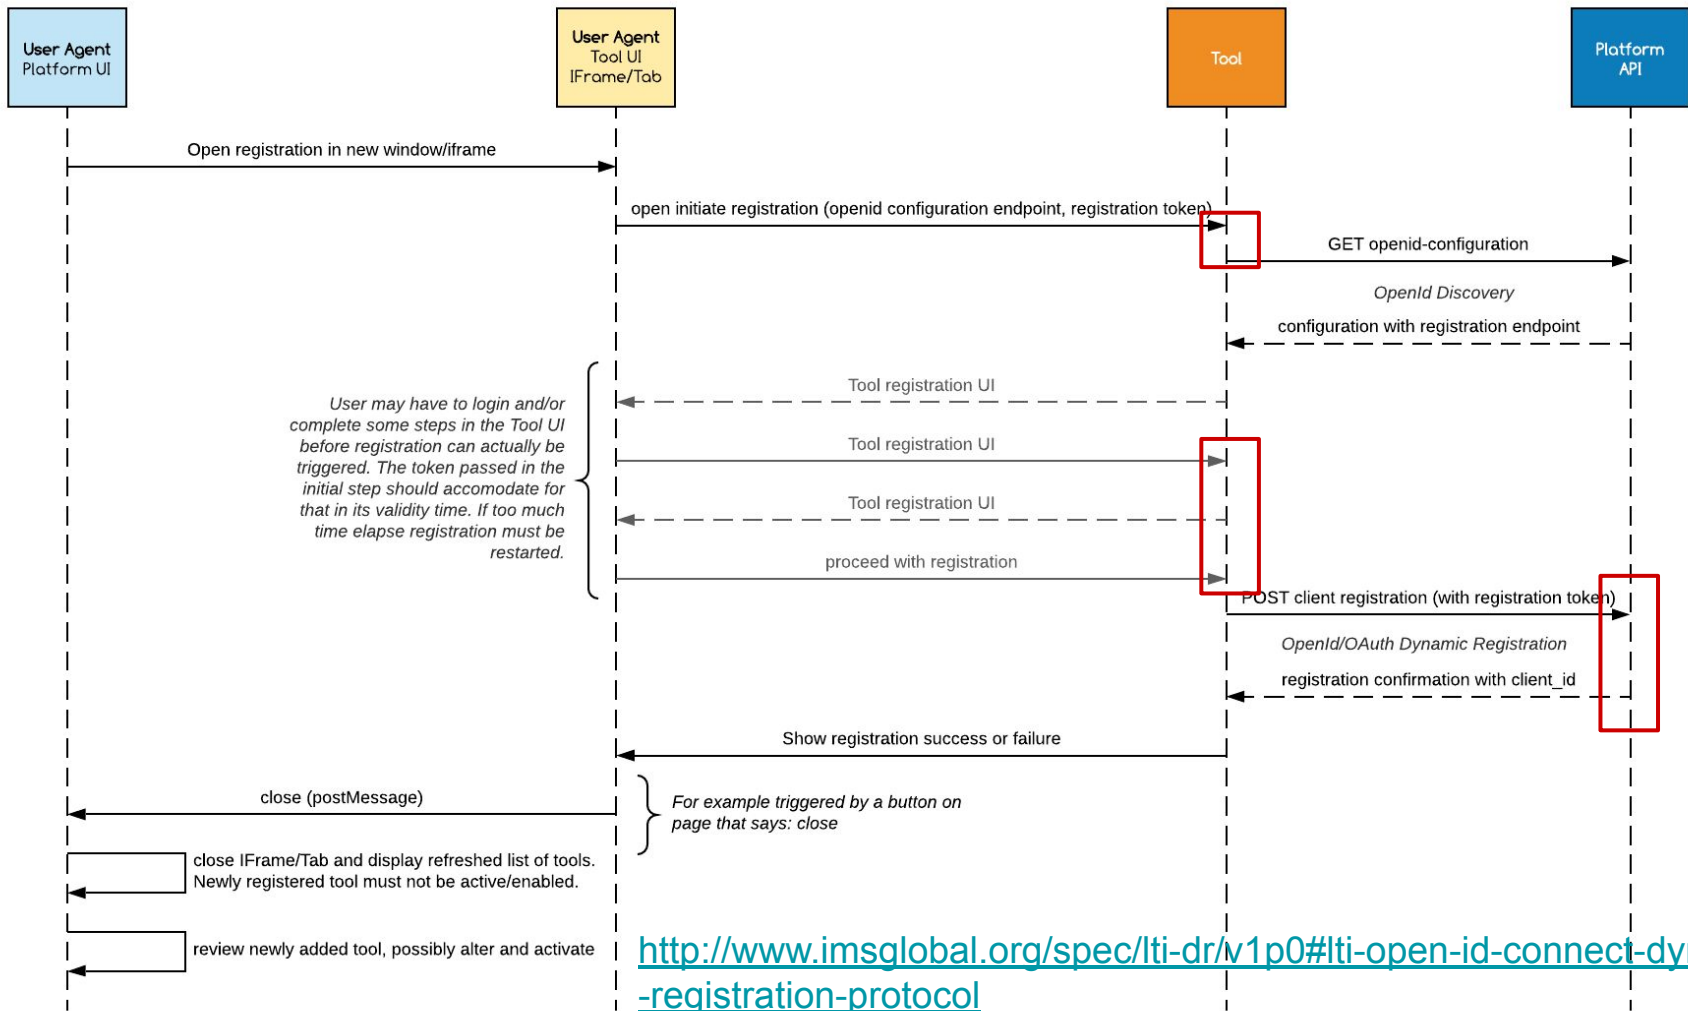 User Agent
Platform UI
User Agent
Tool UI
IFrame/Tab
Tool
Platform
API
Open registration in new window/iframe
open initiate registration (openid configuration endpoint, registration token)
GET openid-configuration
OpenId Discovery
configuration with registration endpoint
Tool registration UI
User may have to login and/or
complete some steps in the Tool UI
before registration can actually be
triggered. The token passed in the
initial step should accomodate for
that in its validity time. If too much
time elapse registration must be
restarted.
Tool registration UI
Tool registration UI
proceed with registration
POST client registration (with registration token)
OpenId/OAuth Dynamic Registration
registration confirmation with client_id
Show registration success or failure
close (postMessage)
For example triggered by a button on
page that says: close
close IFrame/Tab and display refreshed list of tools.
Newly registered tool must not be active/enabled.
review newly added tool, possibly alter and activate
http://www.imsglobal.org/spec/lti-dr/v1p0#lti-open-id-connect-dy
-registration-protocol